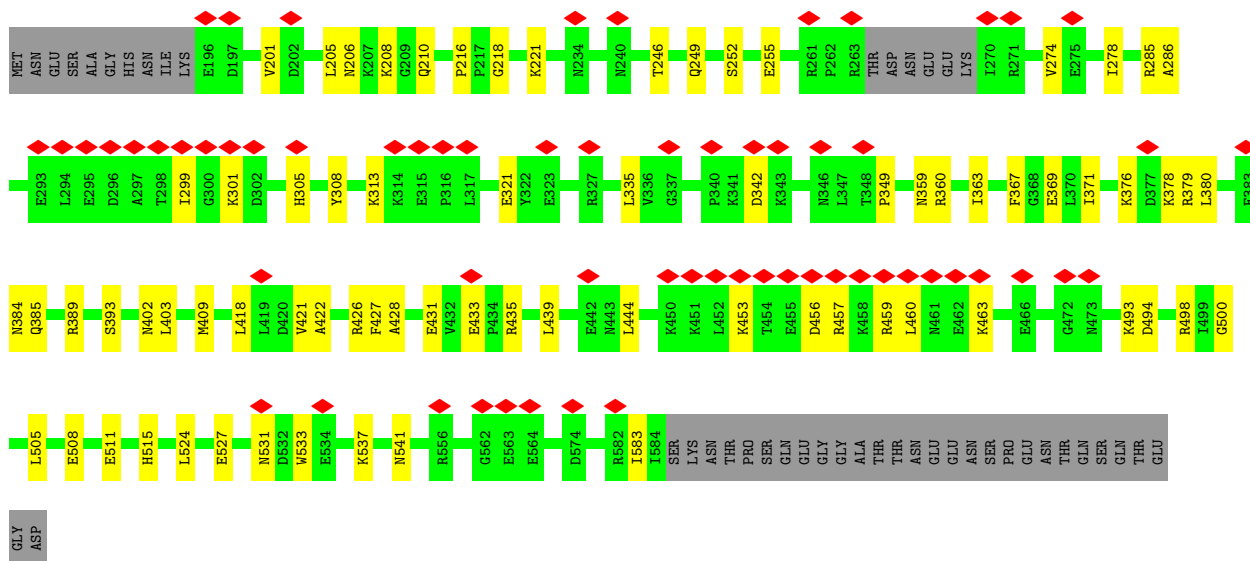 MET ASN GLU SER ALA GLY HIS ASN ILE LYS E196 D197 V201 D202 L205 N206 K207 K208 G209 Q210 P216 P217 G218 K221 N234 N240 T246 Q249 S252 E255 R261 P262 R263 THR ASP ASN GLU GLU LYS I270 R271 V274 E275 I278 R285 A286
E293 L294 E295 D296 A297 T298 I299 G300 K301 D302 H305 Y308 K313 K314 E315 P316 L317 E321 Y322 E323 R327 L335 V336 G337 P340 K341 D342 K343 N346 L347 T348 P349 N359 R360 I363 F367 G368 E369 L370 I371 K376 D377 K378 R379 L380
N384 Q385 R389 S393 N402 L403 M409 L418 L419 D420 V421 A422 R426 F427 A428 E431 V432 E433 P434 R435 L439 E442 N443 L444 K450 K451 L452 K453 T454 E455 D456 R457 K458 R459 L460 N461 E462 K463 E466 G472 N473 K493 D494 R498 I499 G500
L505 E508 E511 H515 L524 E527 N531 D532 W533 E534 K537 N541 R556 G562 E563 E564 D574 R582 I583 I584 SER LYS ASN THR PRO SER GLN GLU GLY GLY ALA THR THR ASN GLU GLU ASN SER PRO GLU ASN THR GLN SER GLN THR GLU
GLY ASP